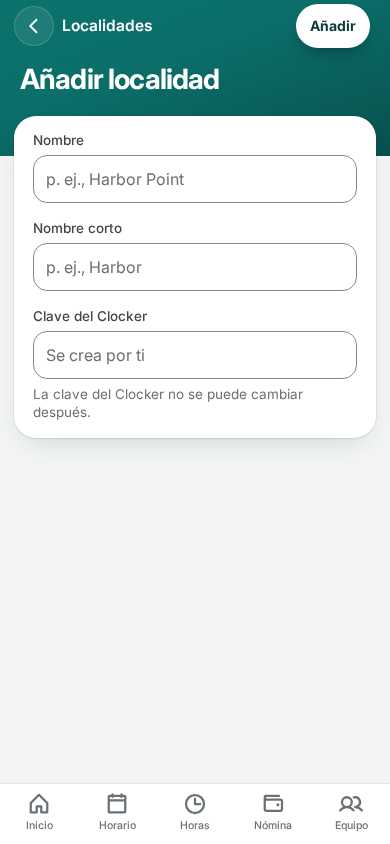 Localidades
Añadir
Añadir localidad
Nombre
p. ej., Harbor Point
Nombre corto
p. ej., Harbor
Clave del Clocker
Se crea por ti
La clave del Clocker no se puede cambiar
después.
Inicio
Horario
Horas
Nómina
Equipo